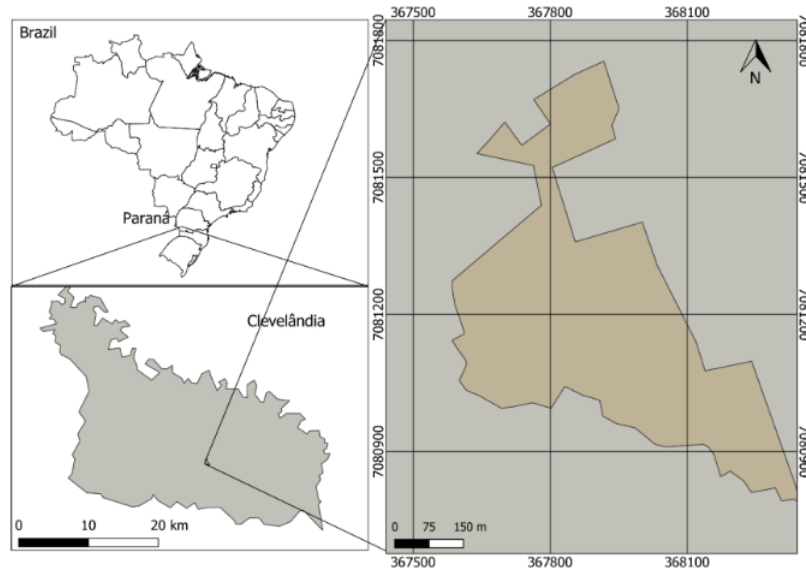 Brazil
Paraná
Clevelândia
0 10 20 km
367500 367800 368100
7081800 7081800
N
7081500 7081500
7081200 7081200
7080900 7080900
0 75 150 m
367500 367800 368100